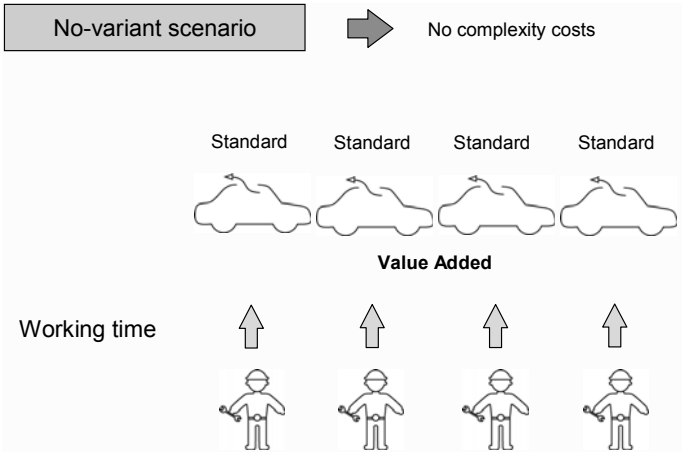 No-variant scenario
No complexity costs
Standard Standard Standard Standard
Value Added
Working time